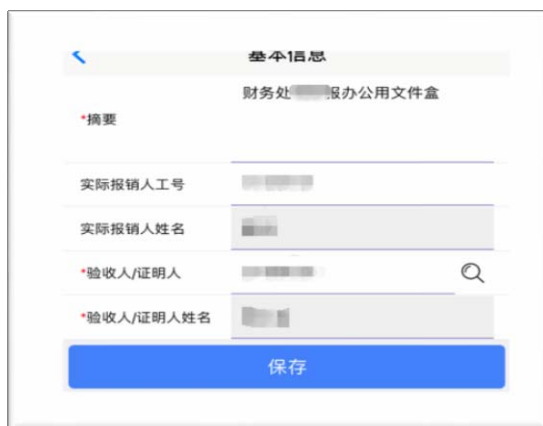 基本信息
财务处 报办公用文件盒
*摘要
实际报销人工号
实际报销人姓名
*验收人/证明人
*验收人/证明人姓名
保存